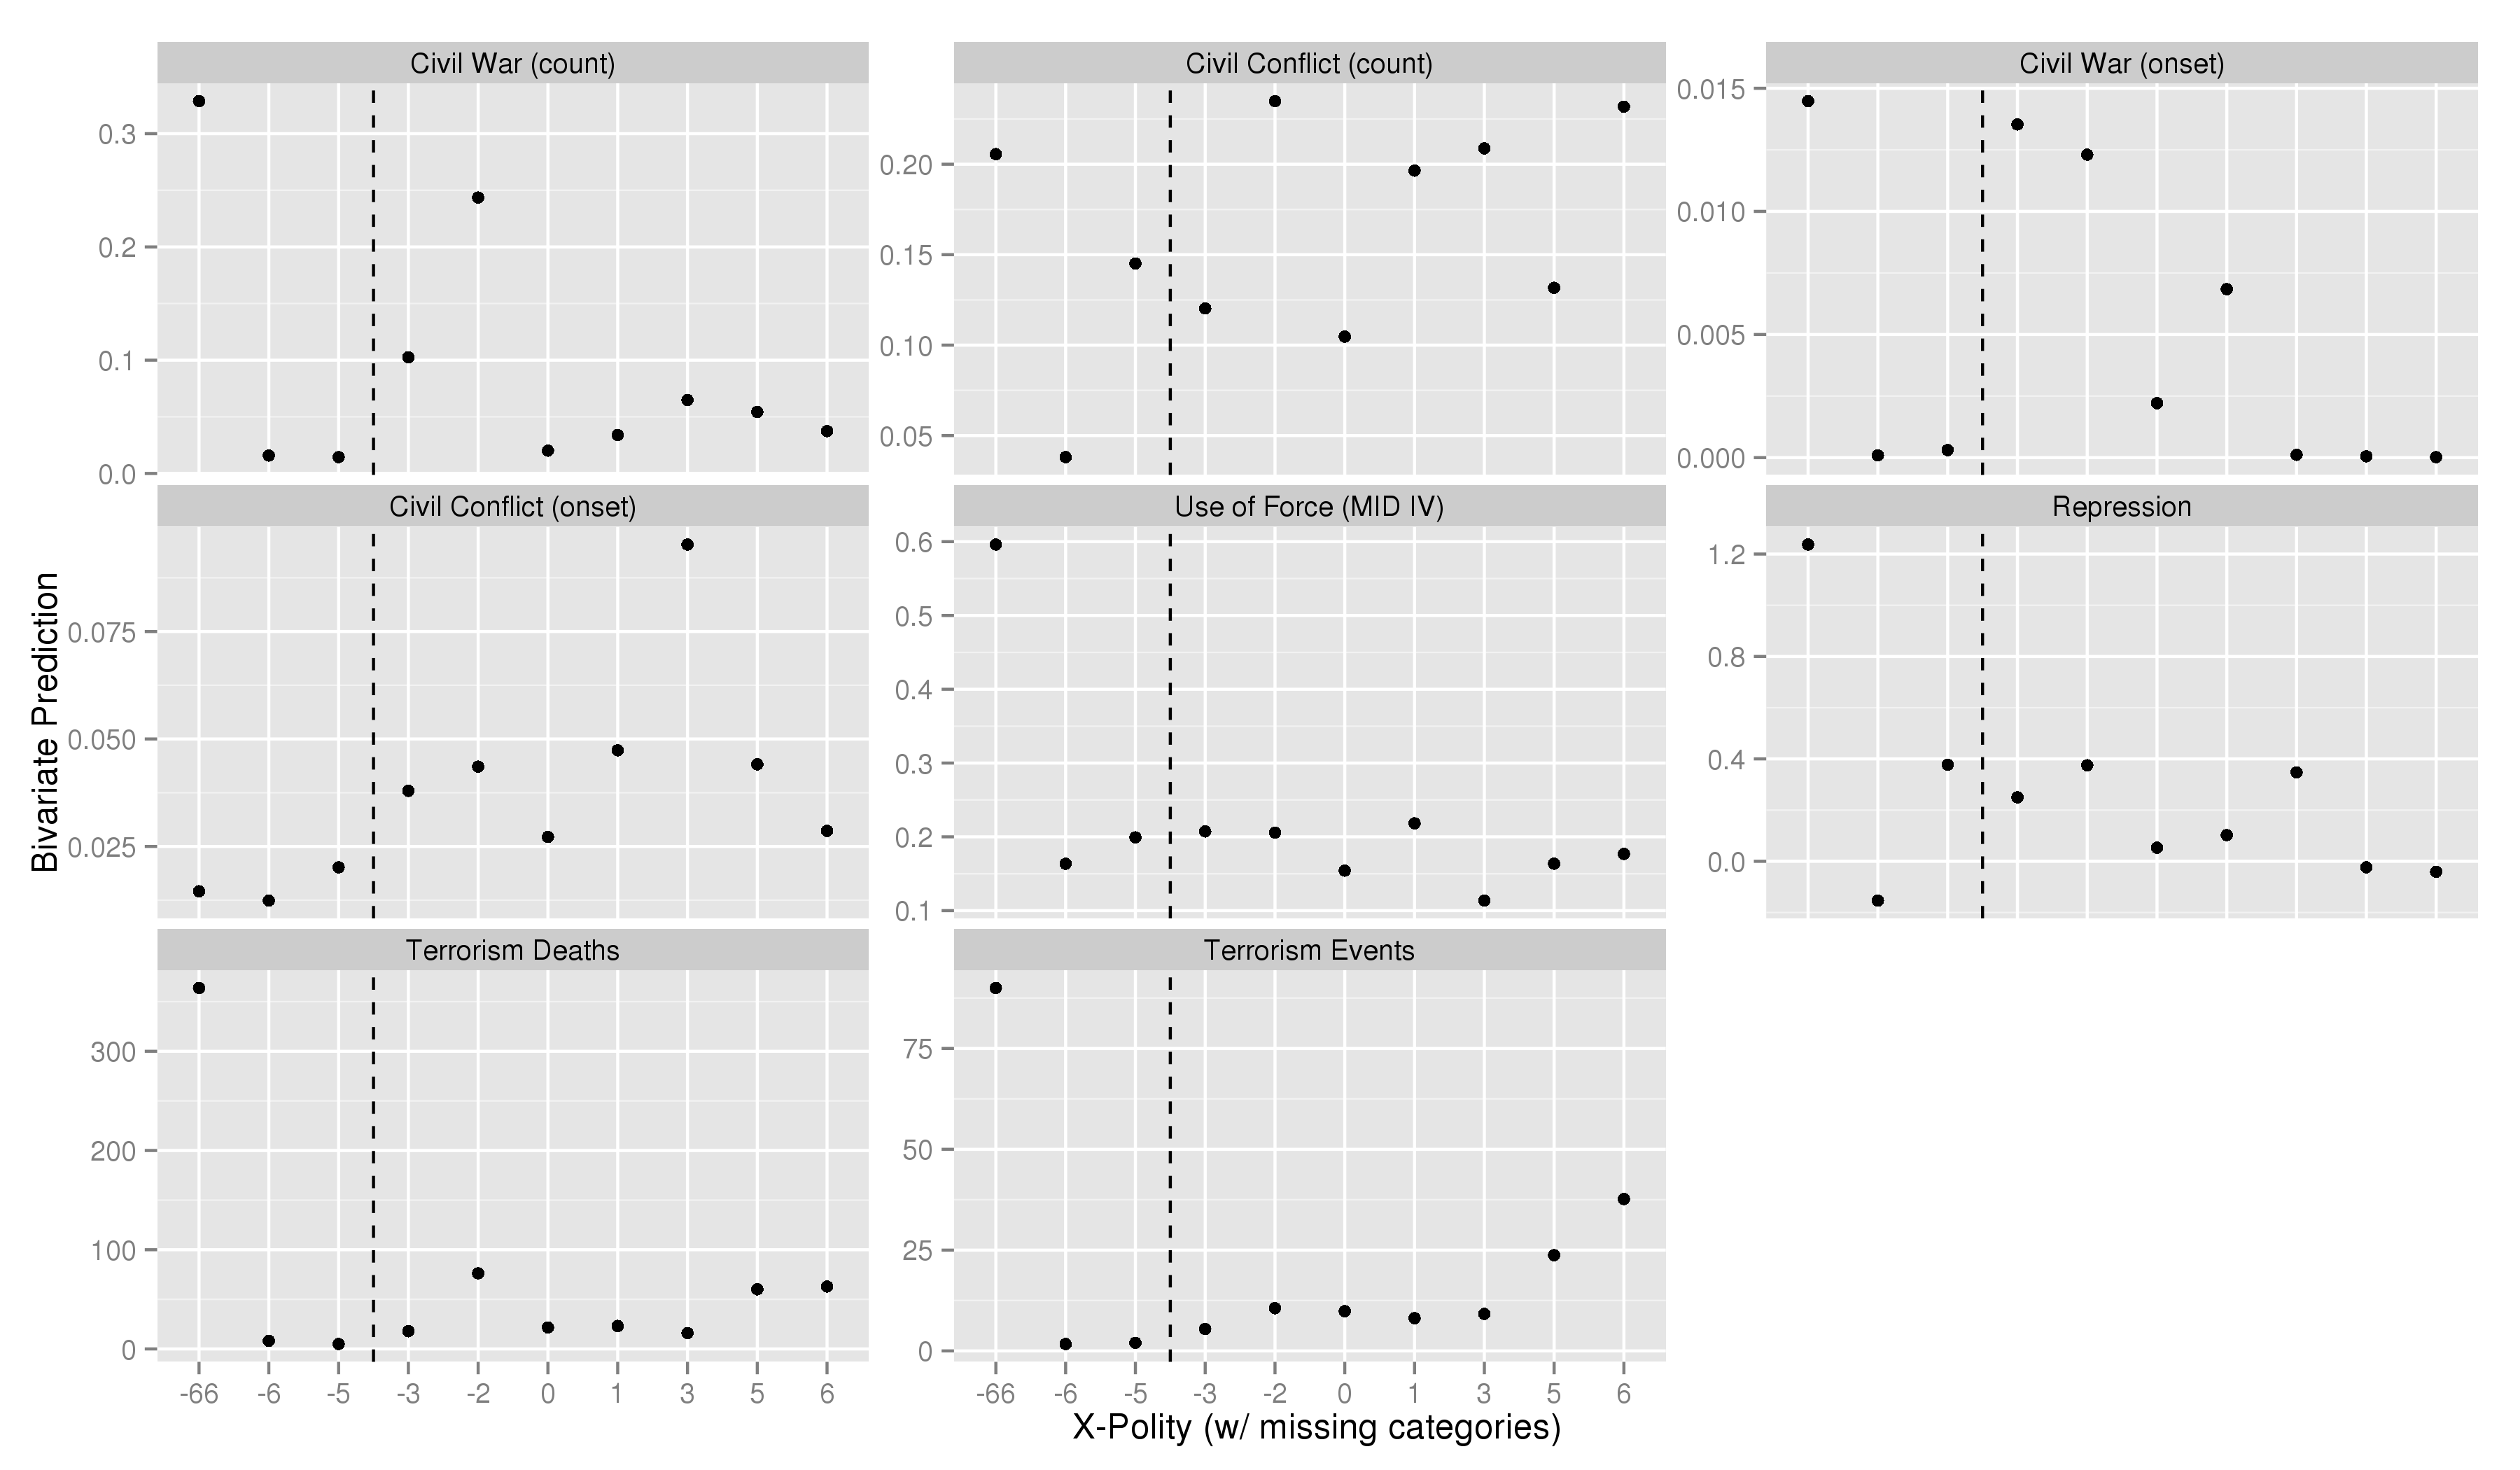 Civil War (count)
0.3
0.2
0.1
0.0
Civil Conflict (count)
0.20
0.15
0.10
0.05
Civil War (onset)
0.015
0.010
0.005
0.000
Bivariate Prediction
Civil Conflict (onset)
0.075
0.050
0.025
Use of Force (MID IV)
0.6
0.5
0.4
0.3
0.2
0.1
Repression
1.2
0.8
0.4
0.0
Terrorism Deaths
300
200
100
0
-66 -6 -5 -3 -2 0 1 3 5 6
Terrorism Events
75
50
25
0
-66 -6 -5 -3 -2 0 1 3 5 6
X-Polity (w/ missing categories)